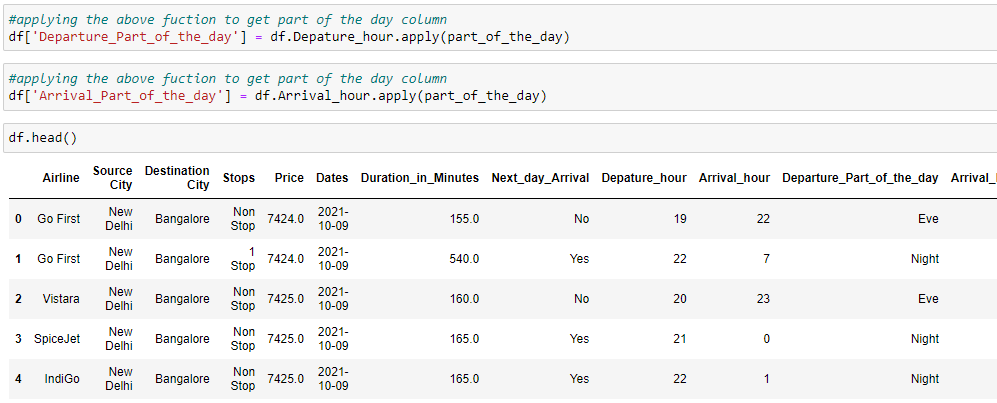 #applying the above fuction to get part of the day column
df['Departure_Part_of_the_day'] = df.Depature_hour.apply(part_of_the_day)
#applying the above fuction to get part of the day column
df['Arrival_Part_of_the_day'] = df.Arrival_hour.apply(part_of_the_day)
df.head()
Airline Source City Destination City Stops Price Dates Duration_in_Minutes Next_day_Arrival Depature_hour Arrival_hour Departure_Part_of_the_day Arrival_
0 Go First New Delhi Bangalore Non Stop 7424.0 2021-10-09 155.0 No 19 22 Eve
1 Go First New Delhi Bangalore 1 Stop 7424.0 2021-10-09 540.0 Yes 22 7 Night
2 Vistara New Delhi Bangalore Non Stop 7425.0 2021-10-09 160.0 No 20 23 Eve
3 SpiceJet New Delhi Bangalore Non Stop 7425.0 2021-10-09 165.0 Yes 21 0 Night
4 IndiGo New Delhi Bangalore Non Stop 7425.0 2021-10-09 165.0 Yes 22 1 Night